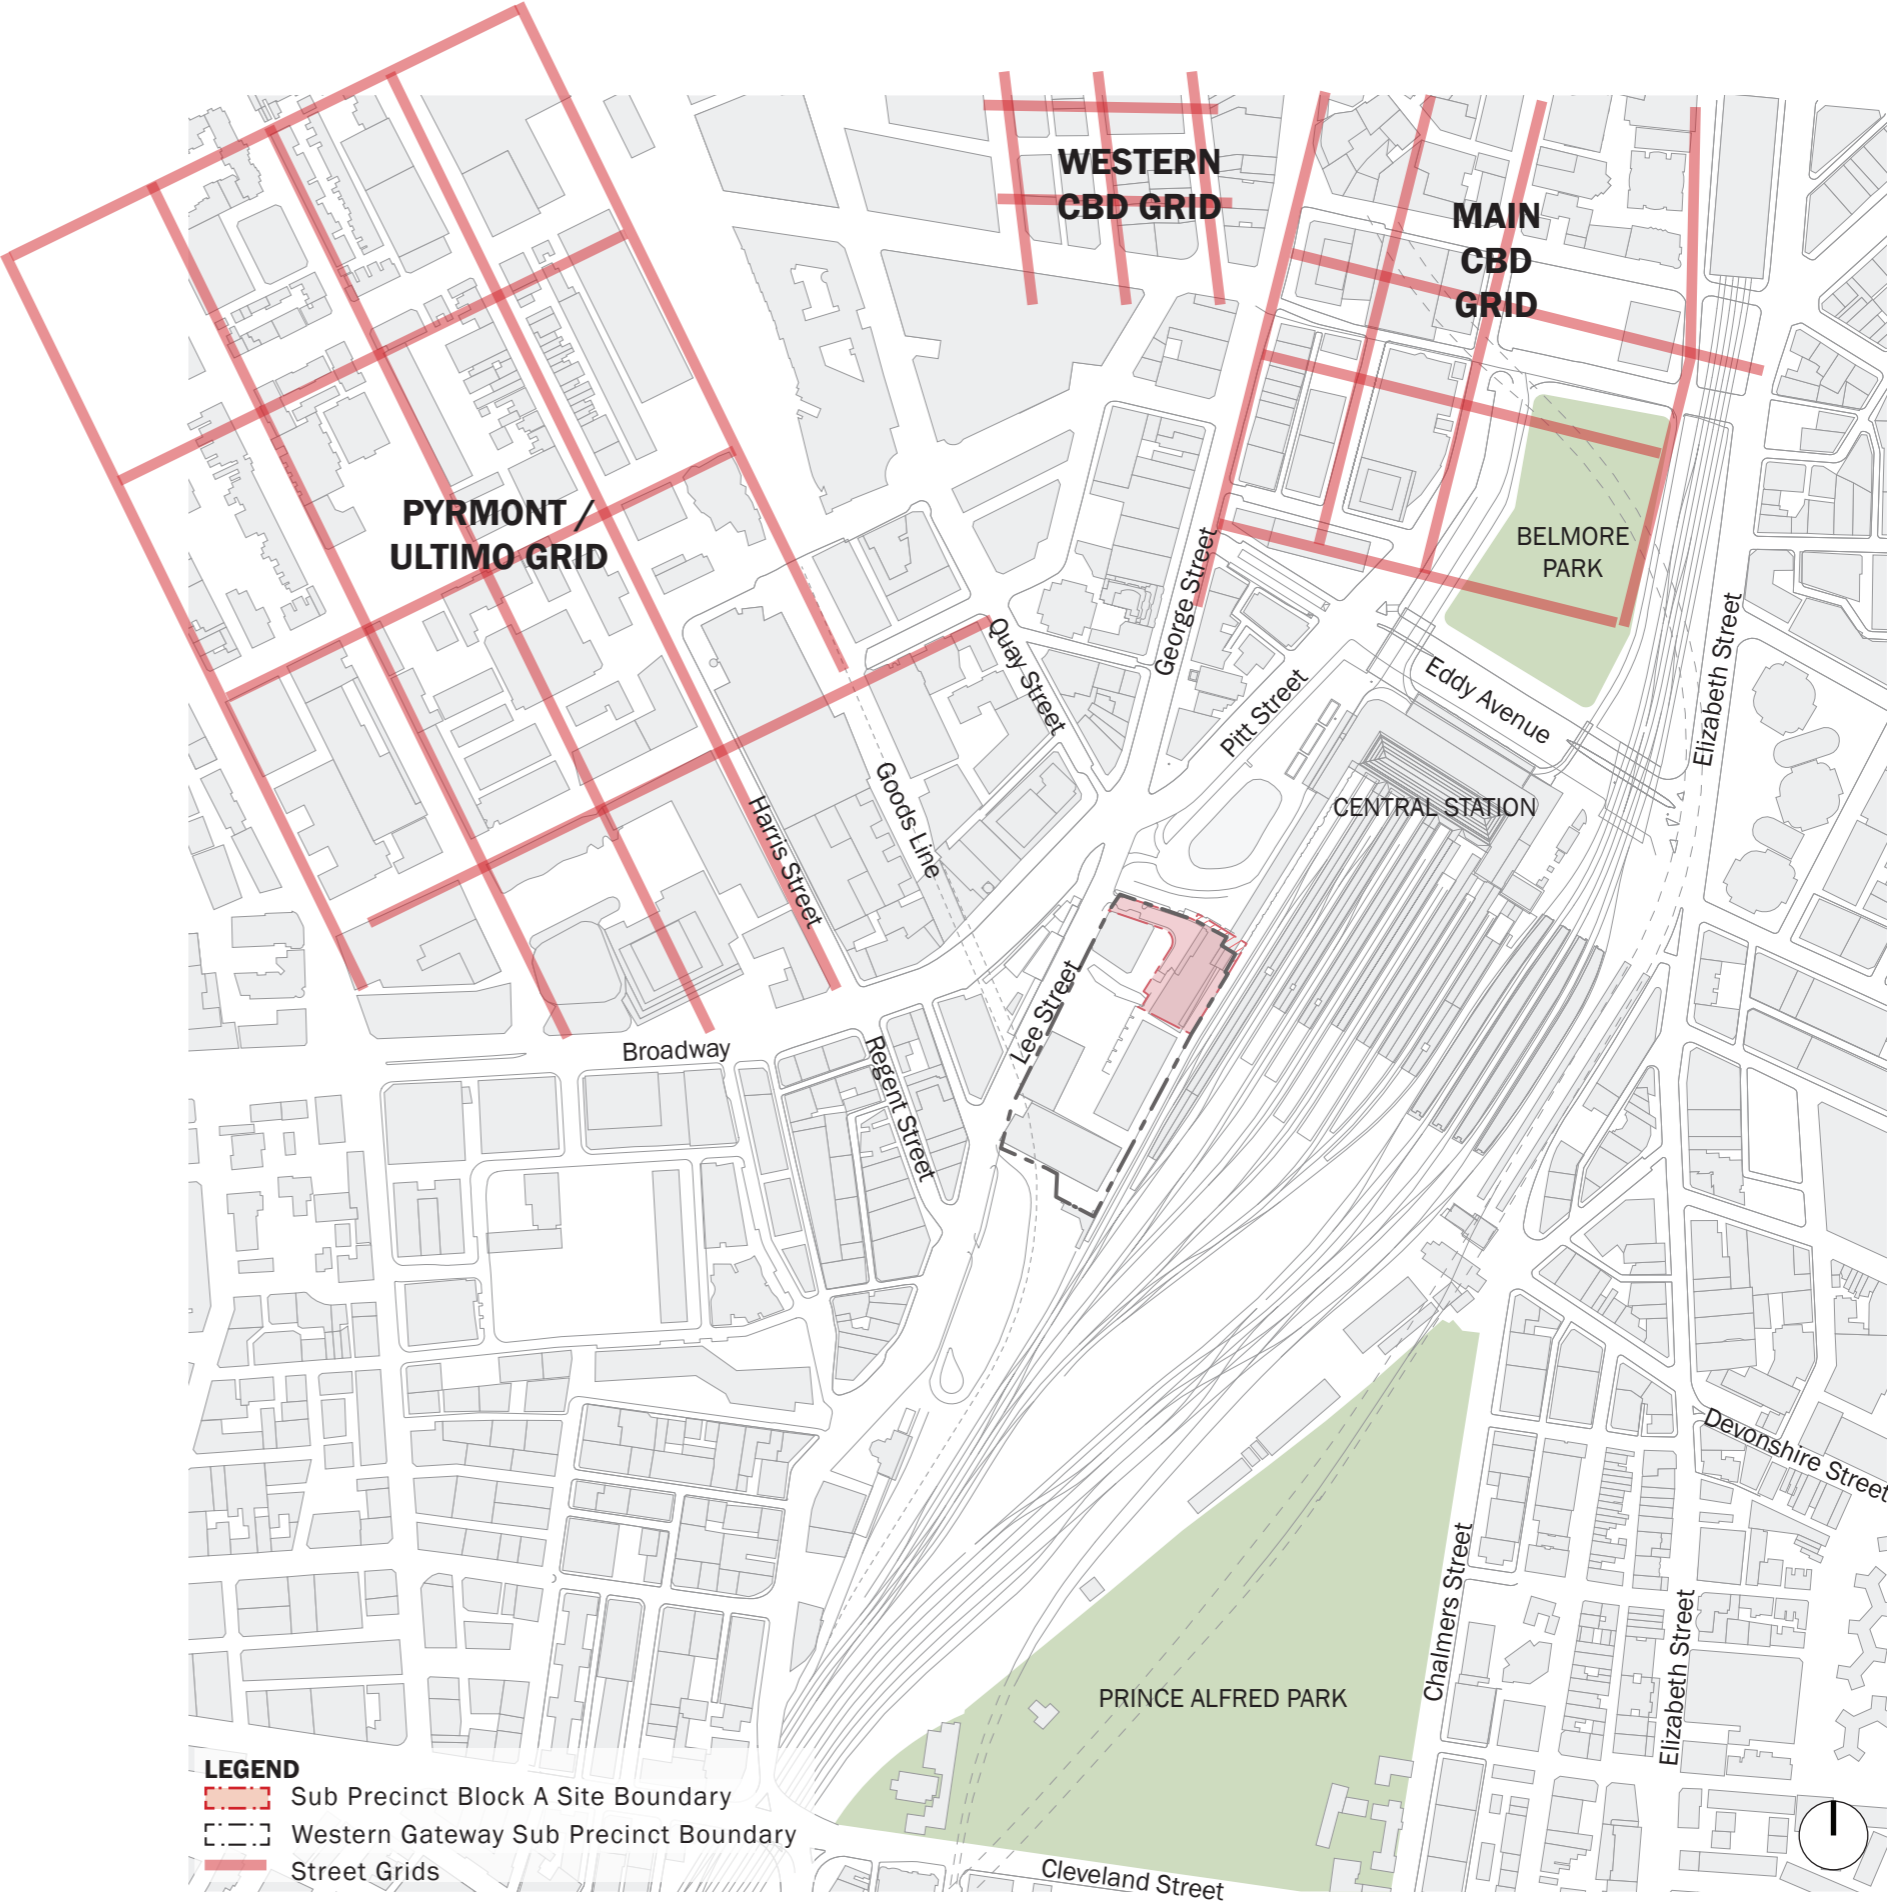 WESTERN
CBD GRID
MAIN
CBD
GRID
PYRMONT /
ULTIMO GRID
BELMORE
PARK
George Street
Quay Street
Pitt Street
Eddy Avenue
Elizabeth Street
CENTRAL STATION
Goods Line
Harris Street
Lee Street
Broadway
Regent Street
Devonshire Street
Chalmers Street
Elizabeth Street
PRINCE ALFRED PARK
Cleveland Street
LEGEND
Sub Precinct Block A Site Boundary
Western Gateway Sub Precinct Boundary
Street Grids